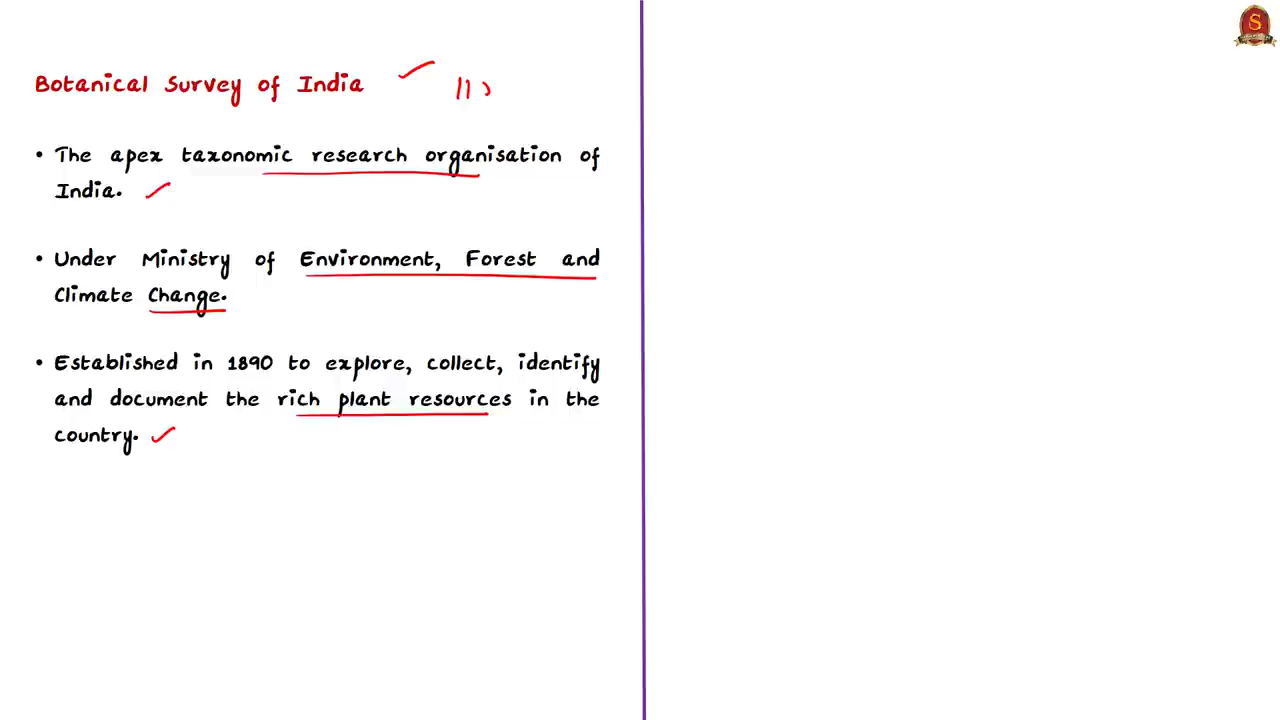 Botanical Survey of India
• The apex taxonomic research organisation of
India.
• Under Ministry of Environment, Forest and
Climate Change.
• Established in 1890 to explore, collect, identify
and document the rich plant resources in the
country.
S